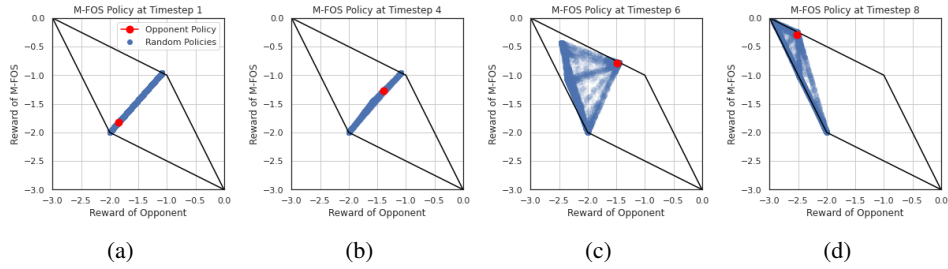 M-FOS Policy at Timestep 1
M-FOS Policy at Timestep 4
M-FOS Policy at Timestep 6
M-FOS Policy at Timestep 8
Opponent Policy
Random Policies
Reward of M-FOS
0.0
−0.5
−1.0
−1.5
−2.0
−2.5
−3.0
−3.0 −2.5 −2.0 −1.5 −1.0 −0.5 0.0
Reward of Opponent
Reward of M-FOS
0.0
−0.5
−1.0
−1.5
−2.0
−2.5
−3.0
−3.0 −2.5 −2.0 −1.5 −1.0 −0.5 0.0
Reward of Opponent
Reward of M-FOS
0.0
−0.5
−1.0
−1.5
−2.0
−2.5
−3.0
−3.0 −2.5 −2.0 −1.5 −1.0 −0.5 0.0
Reward of Opponent
Reward of M-FOS
0.0
−0.5
−1.0
−1.5
−2.0
−2.5
−3.0
−3.0 −2.5 −2.0 −1.5 −1.0 −0.5 0.0
Reward of Opponent
(a)
(b)
(c)
(d)